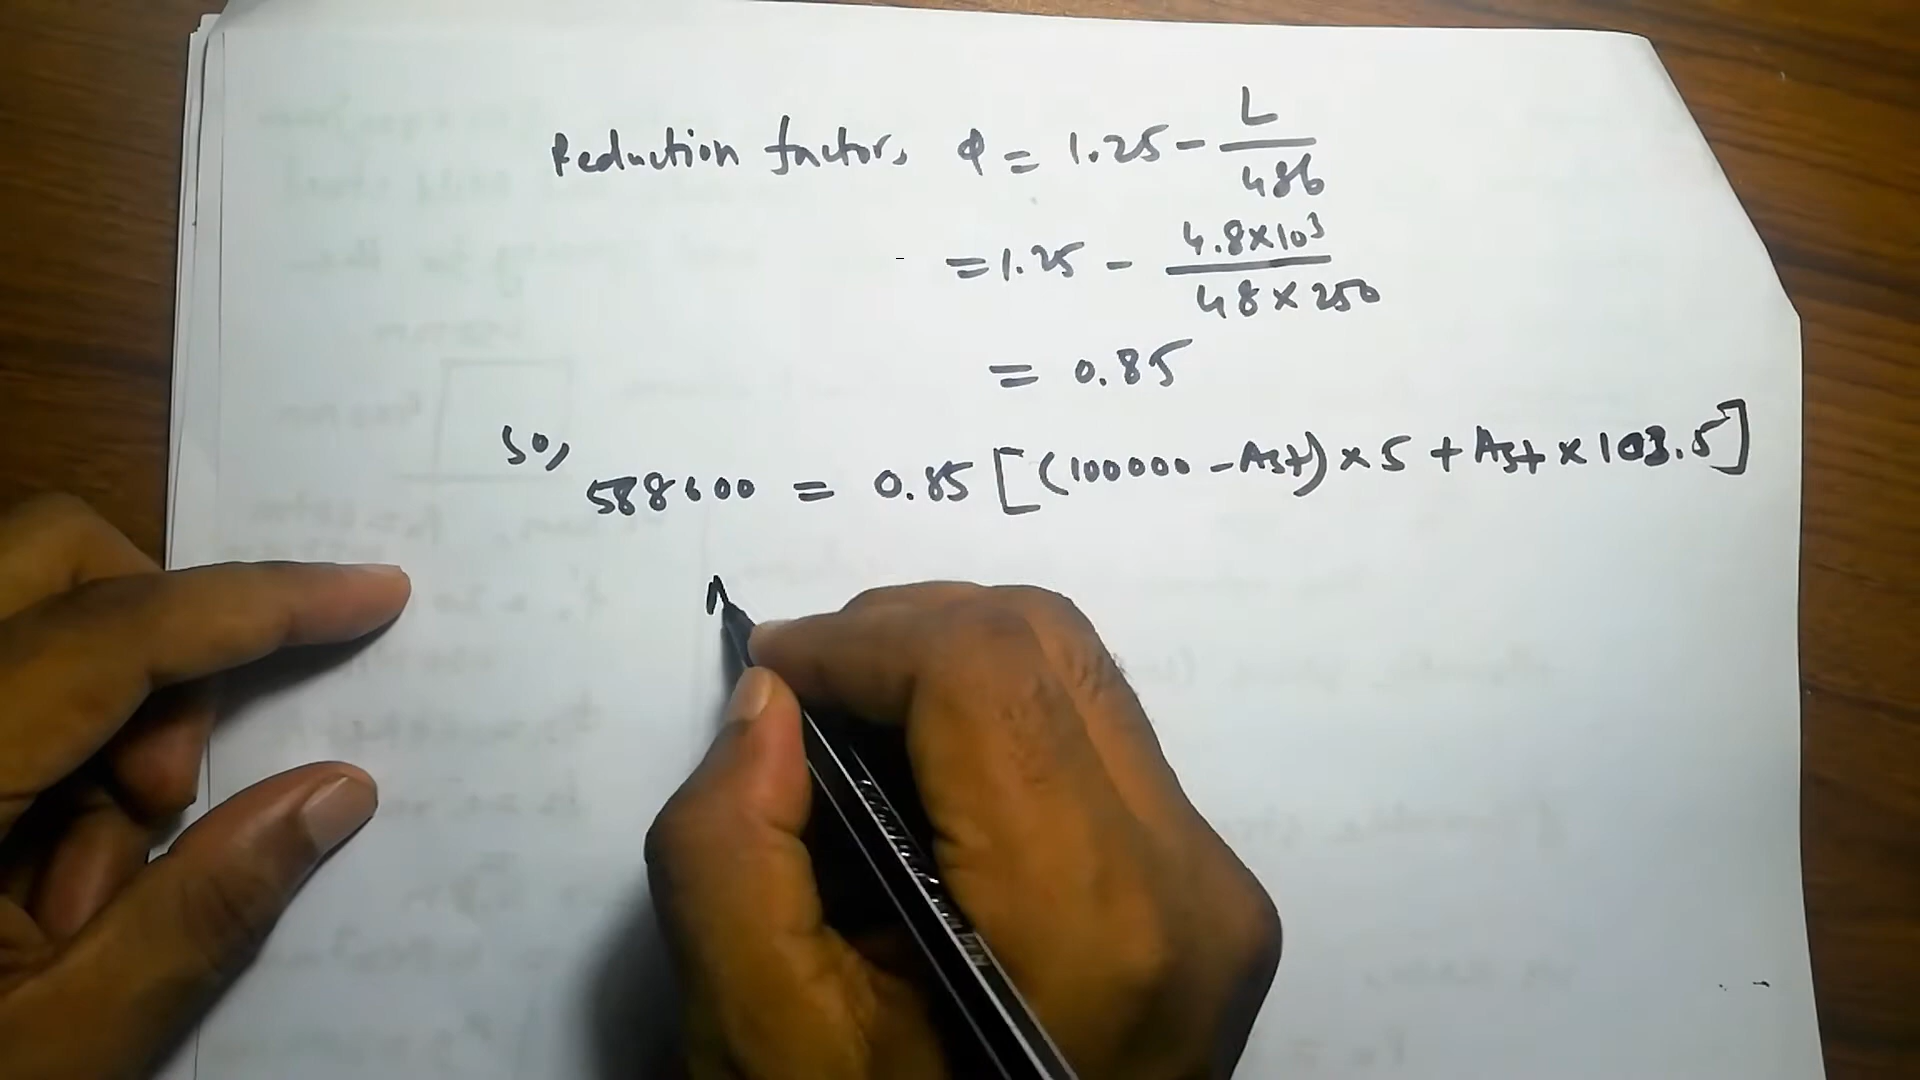 Reduction factor, φ = 1.25 - L / 48b
= 1.25 - 4.8×10³ / 48 × 250
= 0.85
So,
588600 = 0.85 [(100000 - Ast) × 5 + Ast × 103.5]
A